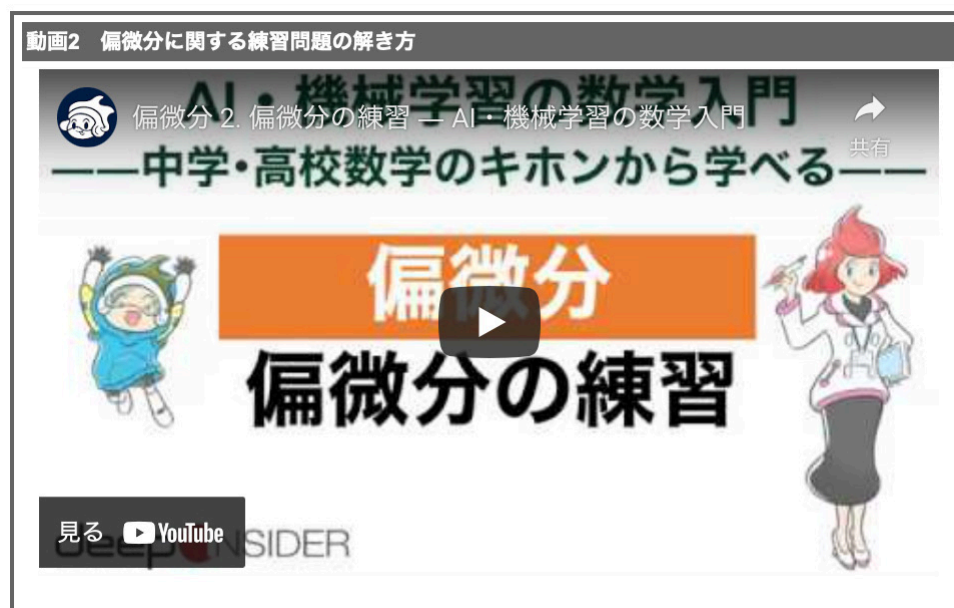 動画2　偏微分に関する練習問題の解き方
AI・機械学習の数学入門
偏微分 2. 偏微分の練習 — AI・機械学習の数学入門
共有
——中学・高校数学のキホンから学べる——
偏微分
偏微分の練習
見る YouTube
deep INSIDER